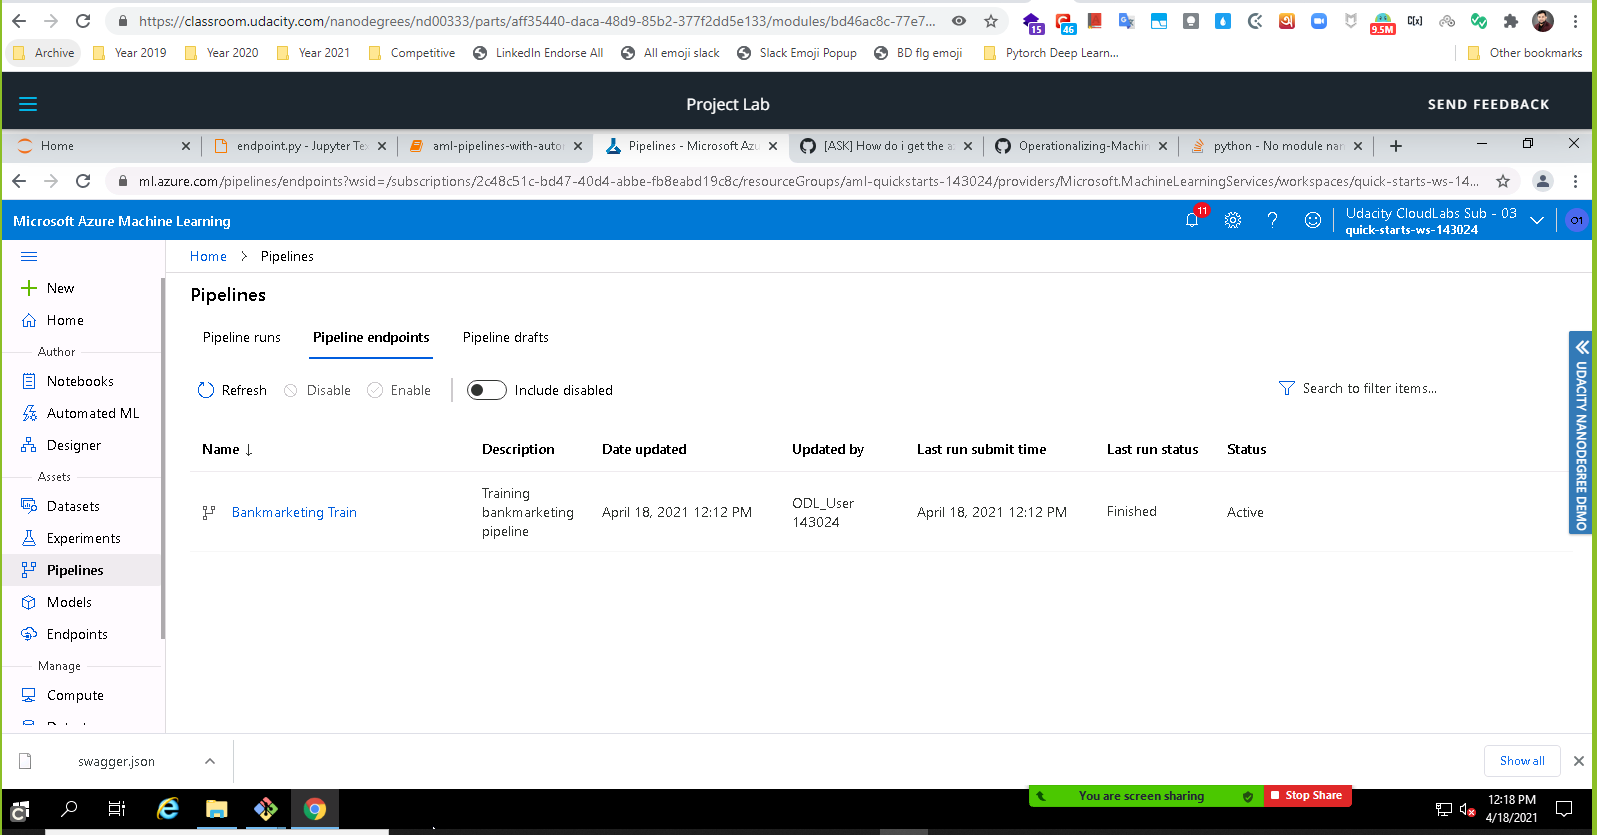 https://classroom.udacity.com/nanodegrees/nd00333/parts/aff35440-daca-48d9-85b2-377f2dd5e133/modules/bd46ac8c-77e7...
15
46
9.5M
C[x]
Archive
Year 2019
Year 2020
Year 2021
Competitive
LinkedIn Endorse All
All emoji slack
Slack Emoji Popup
BD flg emoji
Pytorch Deep Learn...
Other bookmarks
Project Lab
SEND FEEDBACK
Home
endpoint.py - Jupyter Te
aml-pipelines-with-auto
Pipelines - Microsoft Azu
[ASK] How do i get the a
Operationalizing-Machin
python - No module nan
ml.azure.com/pipelines/endpoints?wsid=/subscriptions/2c48c51c-bd47-40d4-abbe-fb8eabd19c8c/resourceGroups/aml-quickstarts-143024/providers/Microsoft.MachineLearningServices/workspaces/quick-starts-ws-14...
Microsoft Azure Machine Learning
11
Udacity CloudLabs Sub - 03
quick-starts-ws-143024
O1
Home > Pipelines
New
Home
Author
Notebooks
Automated ML
Designer
Assets
Datasets
Experiments
Pipelines
Models
Endpoints
Manage
Compute
Pipelines
Pipeline runs
Pipeline endpoints
Pipeline drafts
Refresh
Disable
Enable
Include disabled
Search to filter items...
Name ↓
Description
Date updated
Updated by
Last run submit time
Last run status
Status
Bankmarketing Train
Training
bankmarketing
pipeline
April 18, 2021 12:12 PM
ODL_User
143024
April 18, 2021 12:12 PM
Finished
Active
UDACITY NANODEGREE DEMO
swagger.json
Show all
You are screen sharing
Stop Share
12:18 PM
4/18/2021